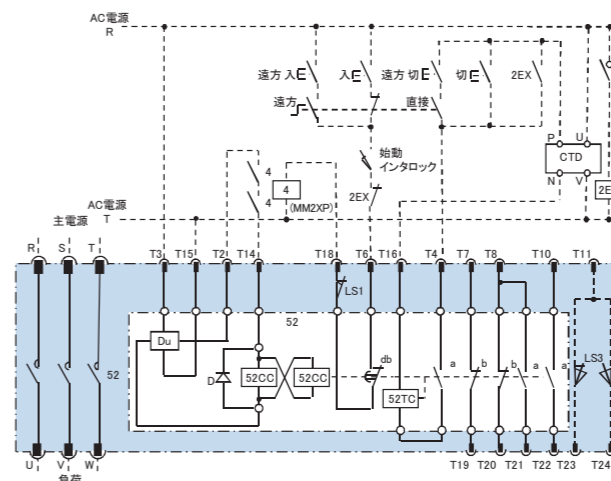 AC電源
R
遠方 入
入
遠方 切
切
2EX
遠方
直接
P U
CTD
N V
始動
インタロック
4
4
4
(MM2XP)
2EX
AC電源
T
主電源
R S T
T3 T15 T2 T14 T18 T6 T16 T4 T7 T8 T10 T11
LS1
52
Du
D
52CC
52CC
db
52TC
a b b a a
LS3
52
U V W
負荷
T19 T20 T21 T22 T23 T24